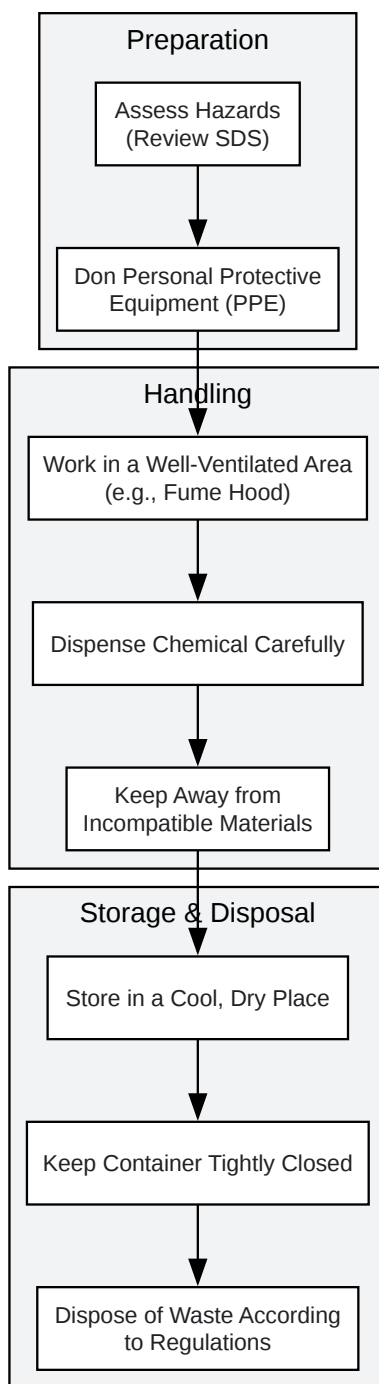 Preparation
Assess Hazards
(Review SDS)
Don Personal Protective
Equipment (PPE)
Handling
Work in a Well-Ventilated Area
(e.g., Fume Hood)
Dispense Chemical Carefully
Keep Away from
Incompatible Materials
Storage & Disposal
Store in a Cool, Dry Place
Keep Container Tightly Closed
Dispose of Waste According
to Regulations